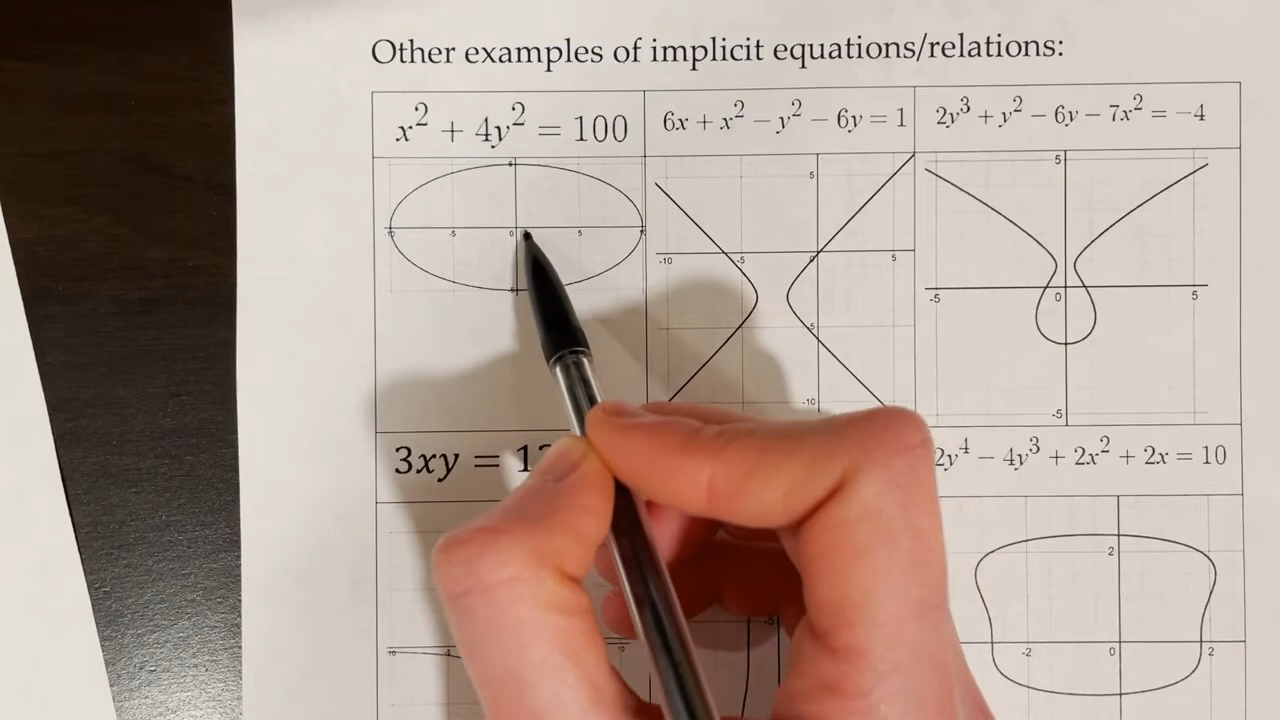 Other examples of implicit equations/relations:
x² + 4y² = 100
6x + x² − y² − 6y = 1
2y³ + y² − 6y − 7x² = −4
5
-10 -5 0 5
5
-10 -5 5
-10
5
-5 0 5
-5
3xy =
2y⁴ − 4y³ + 2x² + 2x = 10
2
-2 0 2
-5